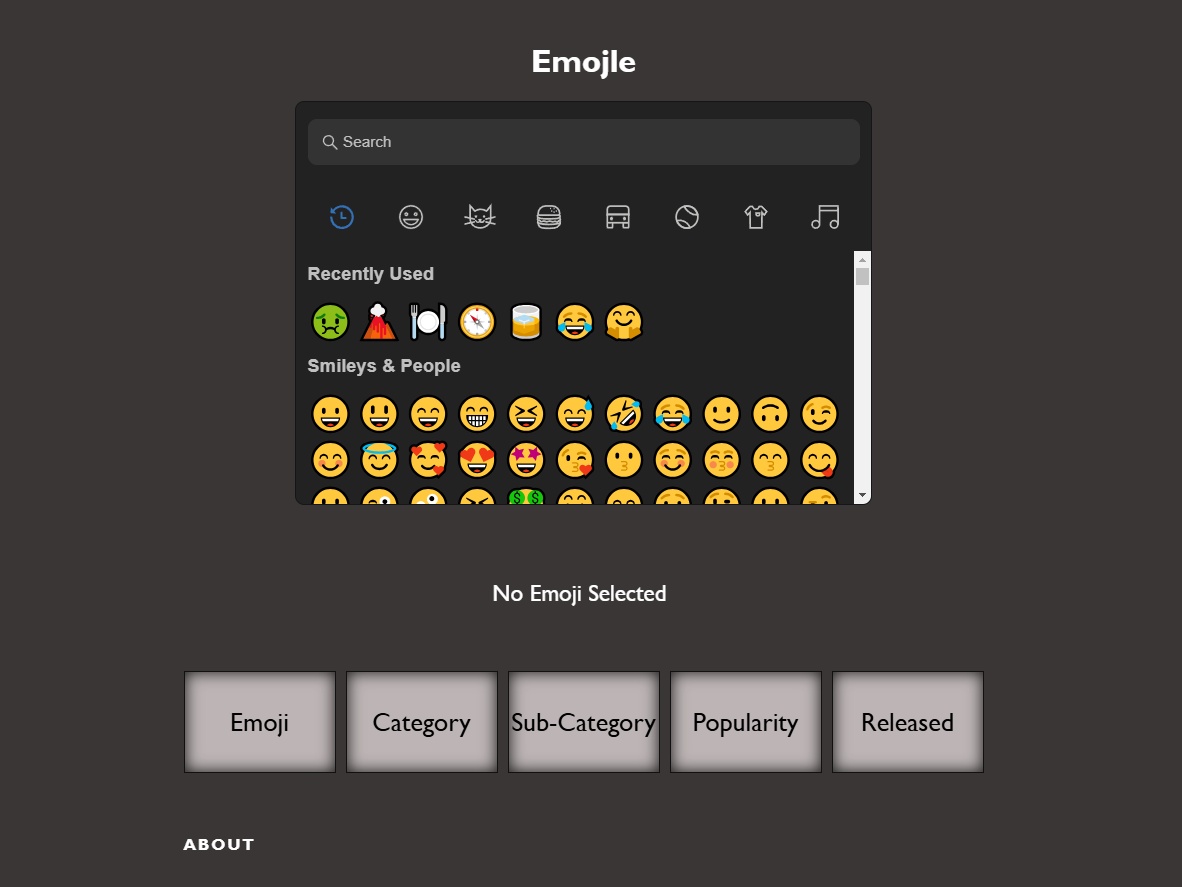 Emojle
Search
Recently Used
Smileys & People
No Emoji Selected
Emoji
Category
Sub-Category
Popularity
Released
ABOUT